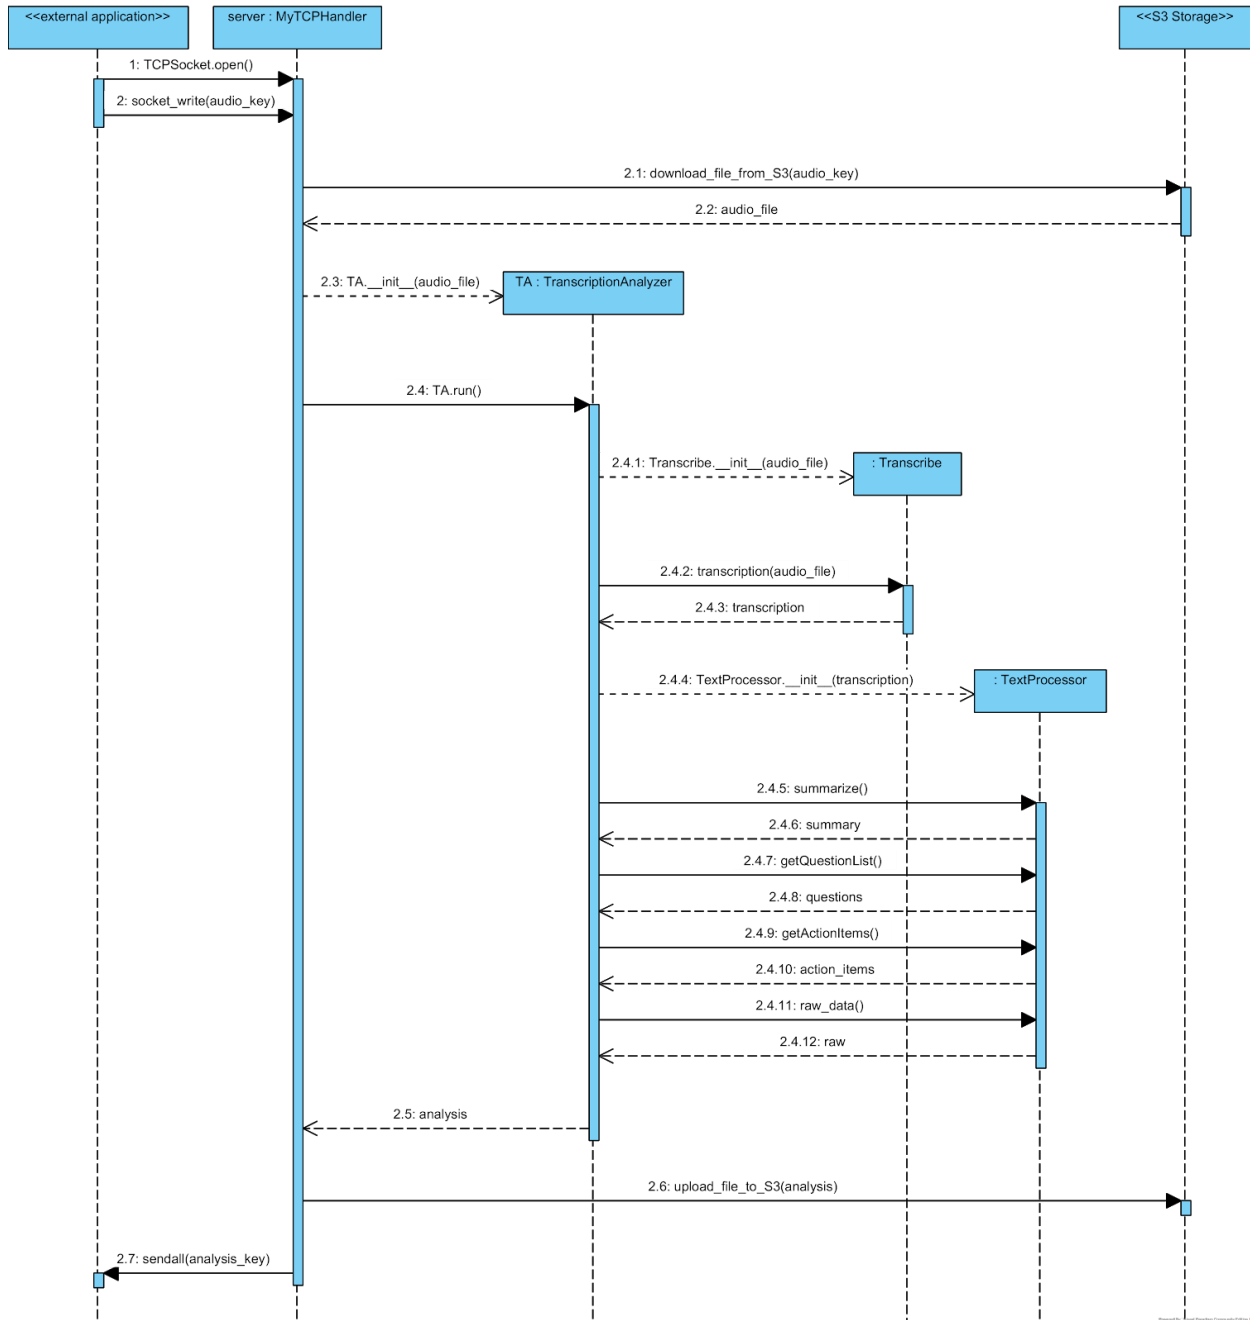 <<external application>>
server : MyTCPHandler
<<S3 Storage>>
1: TCPSocket.open()
2: socket_write(audio_key)
2.1: download_file_from_S3(audio_key)
2.2: audio_file
2.3: TA.__init__(audio_file)
TA : TranscriptionAnalyzer
2.4: TA.run()
2.4.1: Transcribe.__init__(audio_file)
: Transcribe
2.4.2: transcription(audio_file)
2.4.3: transcription
2.4.4: TextProcessor.__init__(transcription)
: TextProcessor
2.4.5: summarize()
2.4.6: summary
2.4.7: getQuestionList()
2.4.8: questions
2.4.9: getActionItems()
2.4.10: action_items
2.4.11: raw_data()
2.4.12: raw
2.5: analysis
2.6: upload_file_to_S3(analysis)
2.7: sendall(analysis_key)